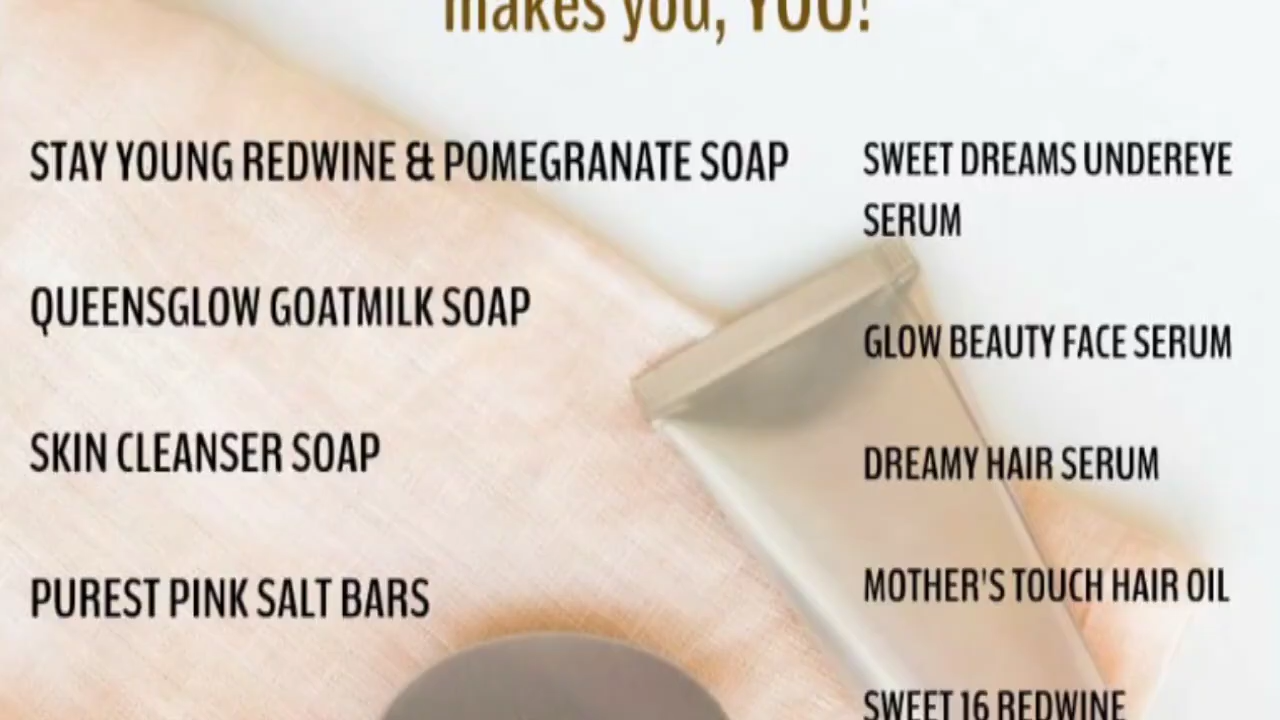 makes you, YOU!
STAY YOUNG REDWINE & POMEGRANATE SOAP
QUEENSGLOW GOATMILK SOAP
SKIN CLEANSER SOAP
PUREST PINK SALT BARS
SWEET DREAMS UNDEREYE
SERUM
GLOW BEAUTY FACE SERUM
DREAMY HAIR SERUM
MOTHER'S TOUCH HAIR OIL
SWEET 16 REDWINE